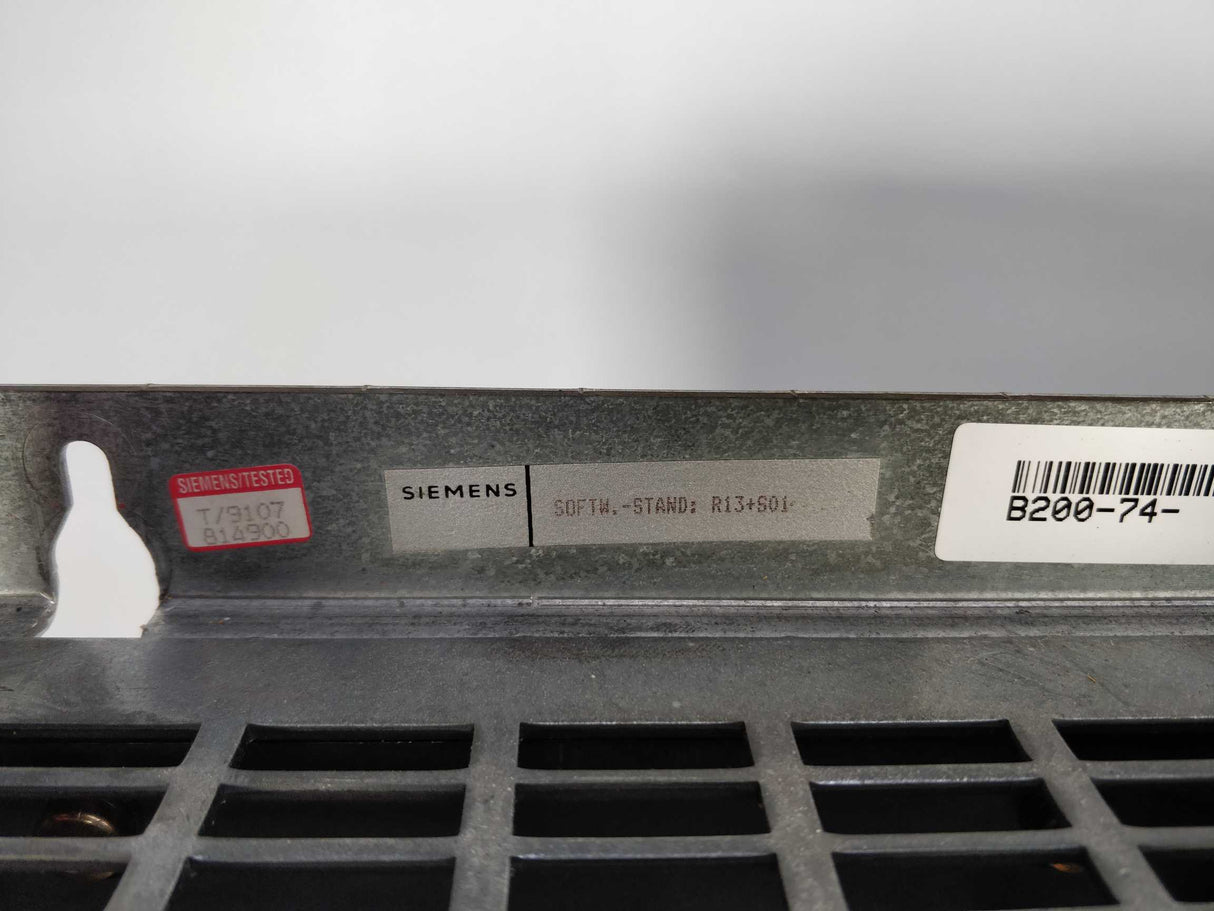 SIEMENS/TESTED
T/9107
814900
SIEMENS
SOFTW.-STAND: R13+S01
B200-74-